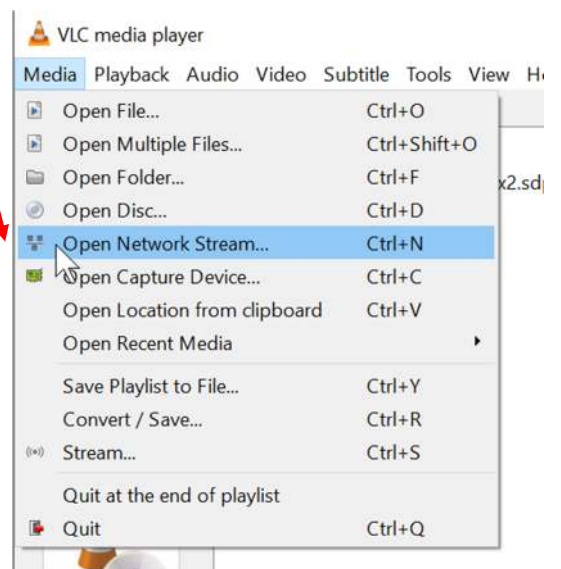 VLC media player
Media Playback Audio Video Subtitle Tools View
Open File... Ctrl+O
Open Multiple Files... Ctrl+Shift+O
Open Folder... Ctrl+F
x2.sdp
Open Disc... Ctrl+D
Open Network Stream... Ctrl+N
Open Capture Device... Ctrl+C
Open Location from clipboard Ctrl+V
Open Recent Media
Save Playlist to File... Ctrl+Y
Convert / Save... Ctrl+R
Stream... Ctrl+S
Quit at the end of playlist
Quit Ctrl+Q